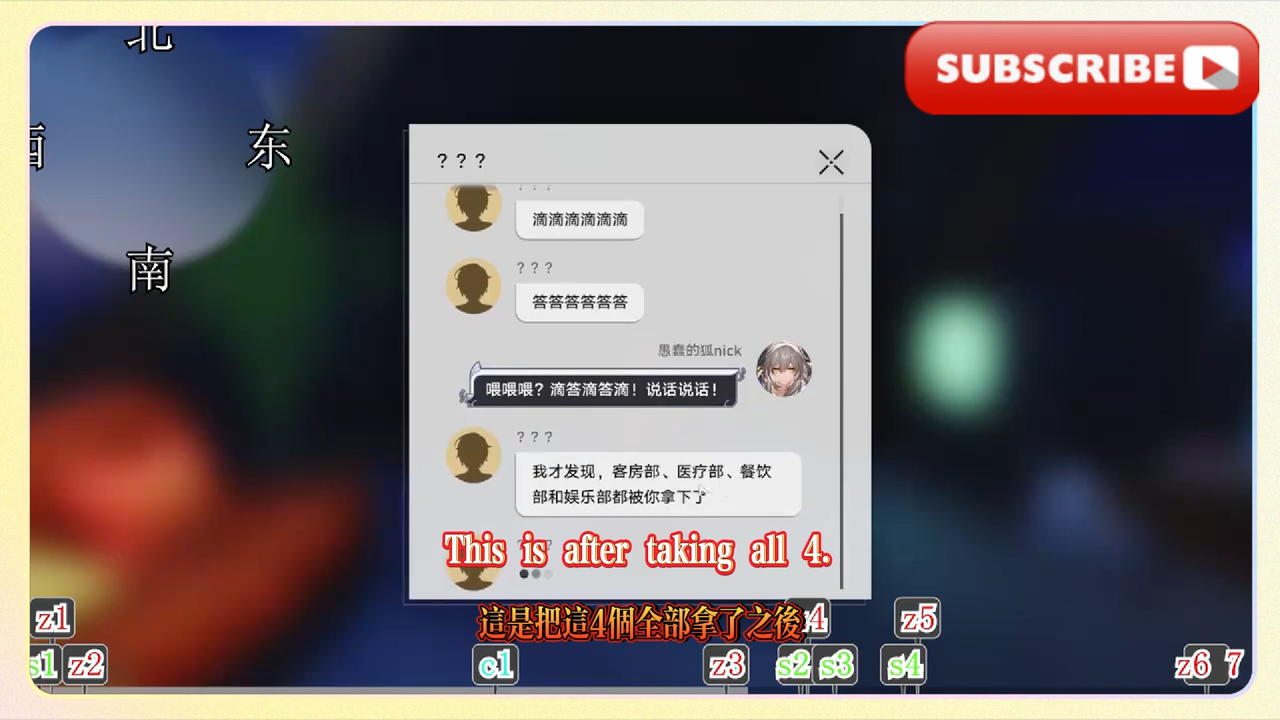 北
SUBSCRIBE
西
东
？？？
？？？
滴滴滴滴滴滴
南
？？？
答答答答答答
愚蠢的狐nick
喂喂喂？滴答滴答滴！说话说话！
？？？
我才发现，客房部、医疗部、餐饮
部和娱乐部都被你拿下了
This is after taking all 4.
這是把這4個全部拿了之後
z1
z4
z5
s1
z2
c1
z3
s2
s3
s4
z6
7